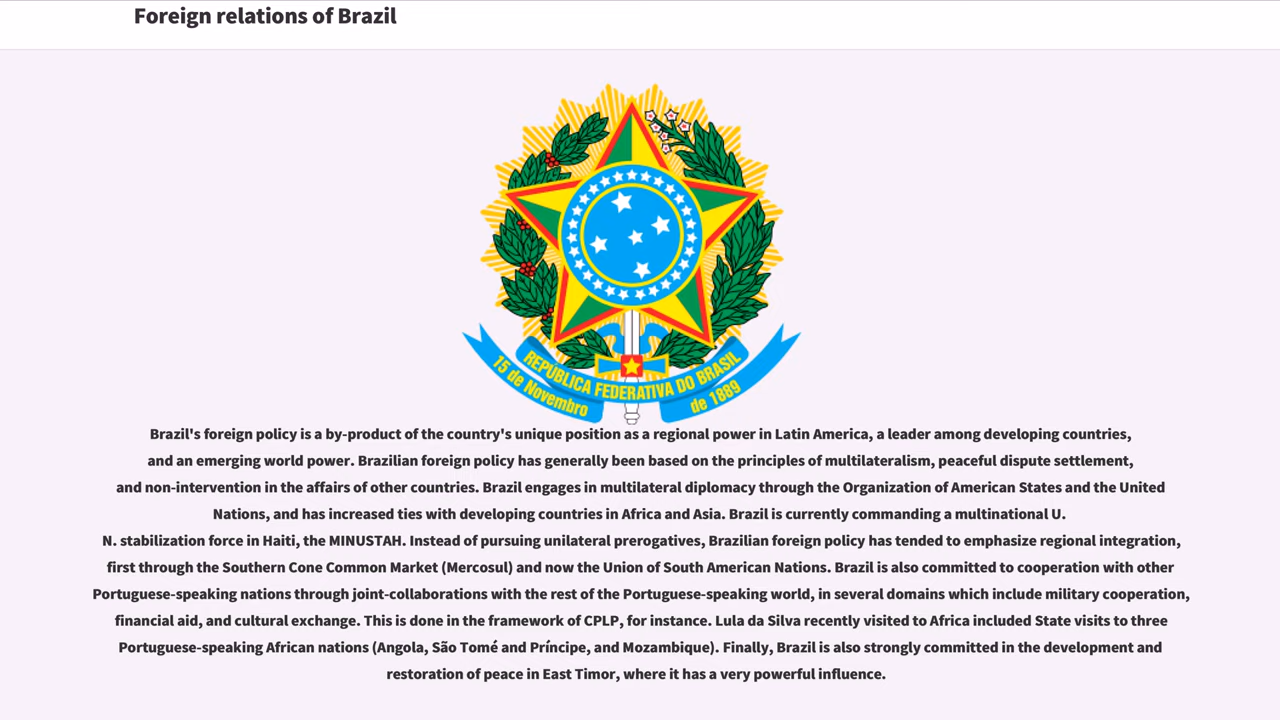 Foreign relations of Brazil
REPÚBLICA FEDERATIVA DO BRASIL
15 de Novembro
de 1889
Brazil's foreign policy is a by-product of the country's unique position as a regional power in Latin America, a leader among developing countries,
and an emerging world power. Brazilian foreign policy has generally been based on the principles of multilateralism, peaceful dispute settlement,
and non-intervention in the affairs of other countries. Brazil engages in multilateral diplomacy through the Organization of American States and the United
Nations, and has increased ties with developing countries in Africa and Asia. Brazil is currently commanding a multinational U.
N. stabilization force in Haiti, the MINUSTAH. Instead of pursuing unilateral prerogatives, Brazilian foreign policy has tended to emphasize regional integration,
first through the Southern Cone Common Market (Mercosul) and now the Union of South American Nations. Brazil is also committed to cooperation with other
Portuguese-speaking nations through joint-collaborations with the rest of the Portuguese-speaking world, in several domains which include military cooperation,
financial aid, and cultural exchange. This is done in the framework of CPLP, for instance. Lula da Silva recently visited to Africa included State visits to three
Portuguese-speaking African nations (Angola, São Tomé and Príncipe, and Mozambique). Finally, Brazil is also strongly committed in the development and
restoration of peace in East Timor, where it has a very powerful influence.